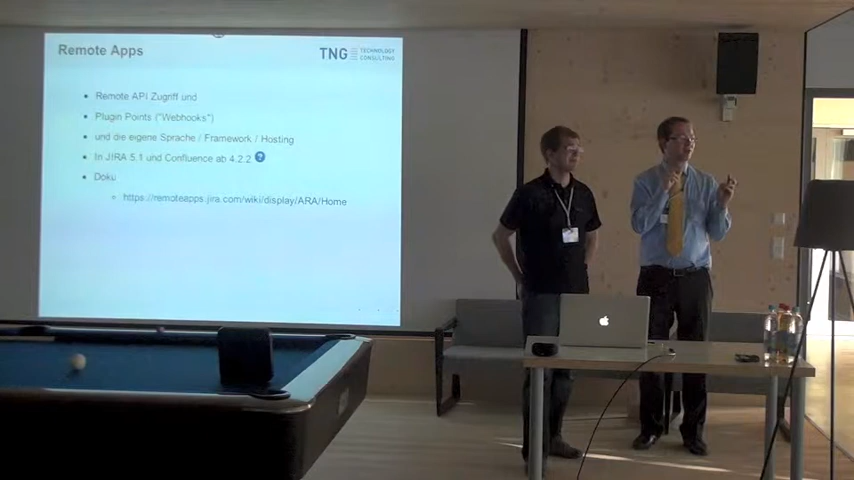 Remote Apps
TNG TECHNOLOGY
CONSULTING
Remote API Zugriff und
Plugin Points ("Webhooks")
und die eigene Sprache / Framework / Hosting
In JIRA 5.1 und Confluence ab 4.2.2 ?
Doku
https://remoteapps.jira.com/wiki/display/ARA/Home